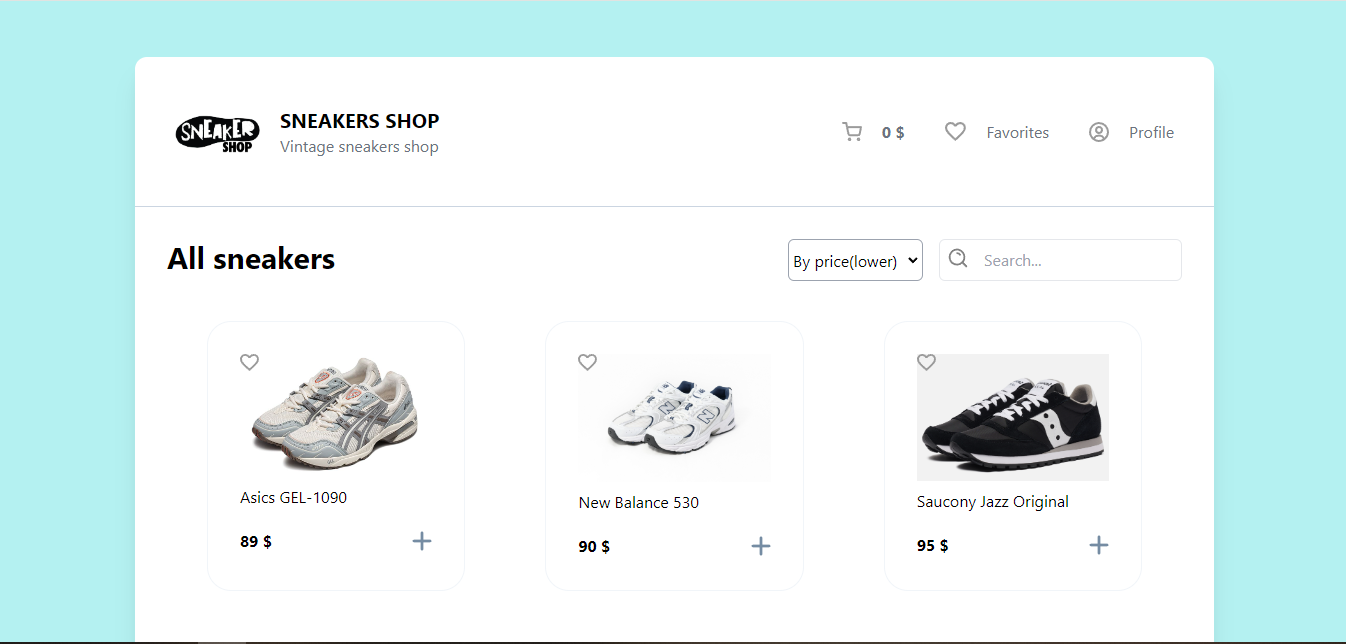 SNEAKER
SHOP
SNEAKERS SHOP
Vintage sneakers shop
0 $
Favorites
Profile
All sneakers
By price(lower)
Search...
Asics GEL-1090
89 $
New Balance 530
90 $
Saucony Jazz Original
95 $